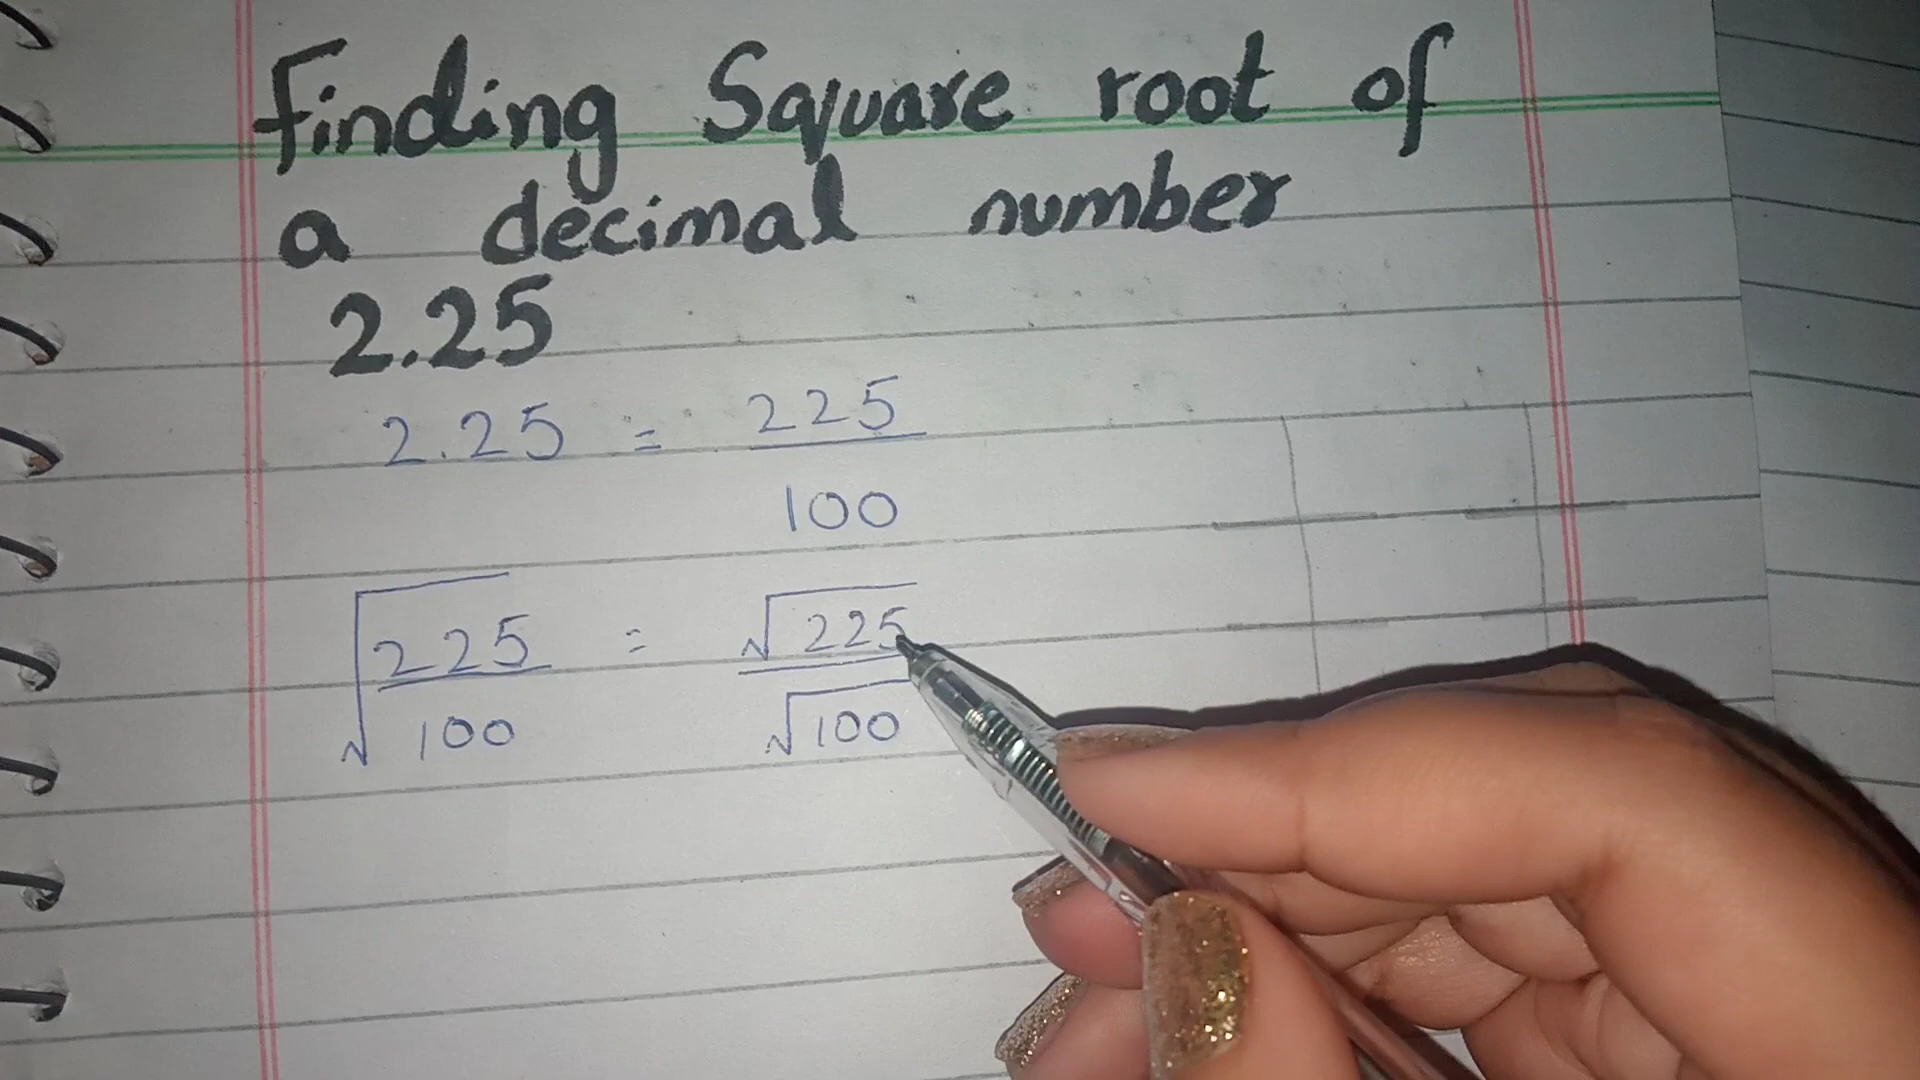 Finding Square root of
a decimal number
2.25
2.25 = 225/100
√225/100 = √225/√100